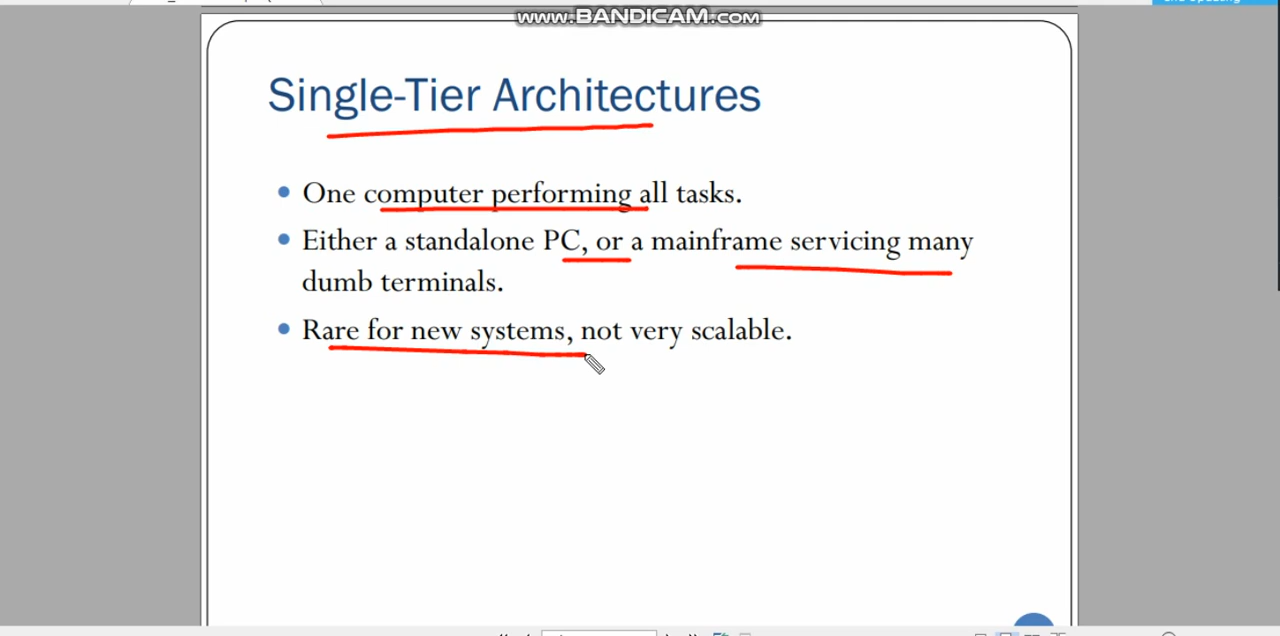 www.BANDICAM.com
Single-Tier Architectures
• One computer performing all tasks.
• Either a standalone PC, or a mainframe servicing many
dumb terminals.
• Rare for new systems, not very scalable.